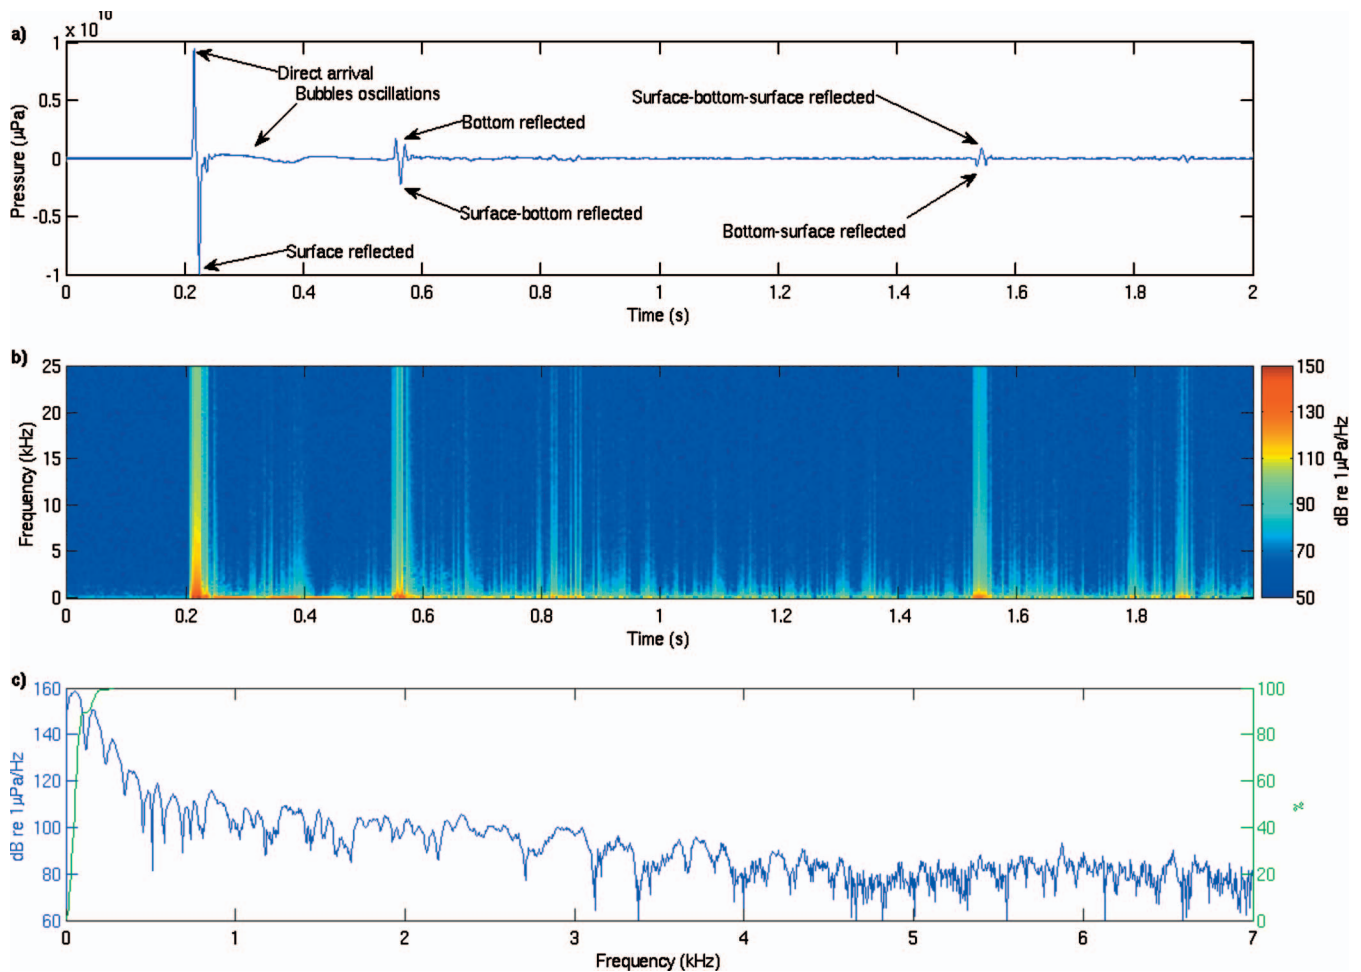 a)
x 10^10
1
0.5
0
-0.5
-1
Pressure (µPa)
Direct arrival
Bubbles oscillations
Bottom reflected
Surface-bottom-surface reflected
Surface-bottom reflected
Bottom-surface reflected
Surface reflected
0 0.2 0.4 0.6 0.8 1 1.2 1.4 1.6 1.8 2
Time (s)
b)
25
20
15
10
5
0
Frequency (kHz)
0 0.2 0.4 0.6 0.8 1 1.2 1.4 1.6 1.8
Time (s)
150
130
110
90
70
50
dB re 1µPa/Hz
c)
160
140
120
100
80
60
dB re 1µPa/Hz
100
80
60
40
20
0
%
0 1 2 3 4 5 6 7
Frequency (kHz)